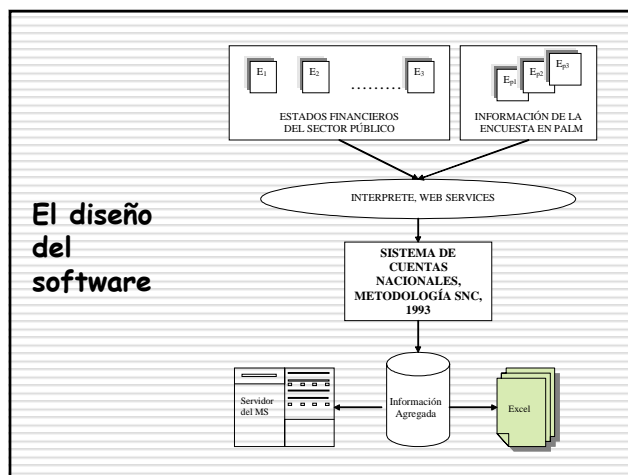 El diseño
del
software
E1
E2
.........
E3
ESTADOS FINANCIEROS
DEL SECTOR PÚBLICO
Ep1
Ep2
Ep3
INFORMACIÓN DE LA
ENCUESTA EN PALM
INTERPRETE, WEB SERVICES
SISTEMA DE
CUENTAS
NACIONALES,
METODOLOGÍA SNC,
1993
Servidor
del MS
Información
Agregada
Excel